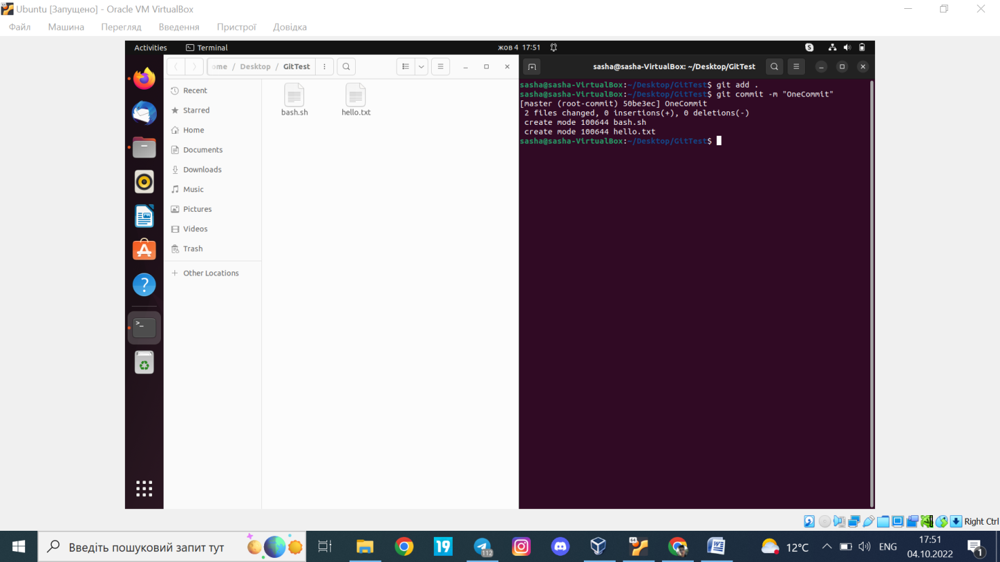 Ubuntu [Запущено] - Oracle VM VirtualBox
Файл Машина Перегляд Введення Пристрої Довідка
Activities Terminal жов 4 17:51
ome / Desktop / GitTest
sasha@sasha-VirtualBox: ~/Desktop/GitTest
Recent
Starred
Home
Documents
Downloads
Music
Pictures
Videos
Trash
Other Locations
bash.sh hello.txt
sasha@sasha-VirtualBox:~/Desktop/GitTest$ git add .
sasha@sasha-VirtualBox:~/Desktop/GitTest$ git commit -m "OneCommit"
[master (root-commit) 50be3ec] OneCommit
2 files changed, 0 insertions(+), 0 deletions(-)
create mode 100644 bash.sh
create mode 100644 hello.txt
sasha@sasha-VirtualBox:~/Desktop/GitTest$
Right Ctrl
Введіть пошуковий запит тут
19
112
64
12°C
ENG
17:51
04.10.2022
1